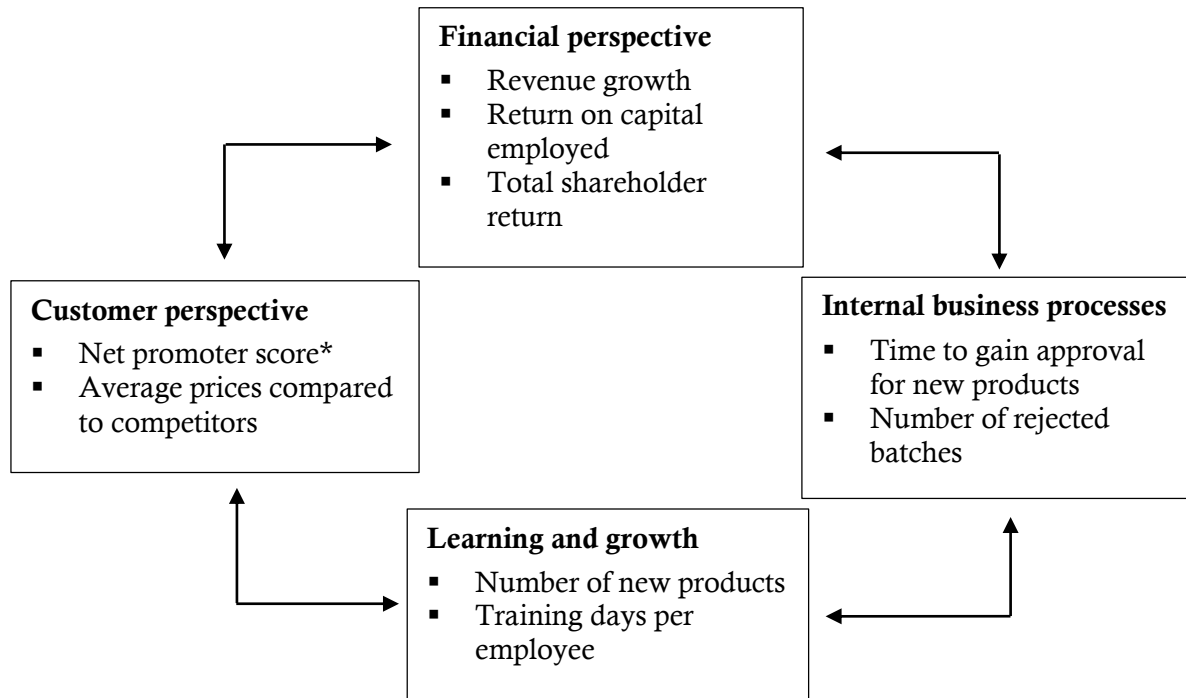 Financial perspective
▪ Revenue growth
▪ Return on capital
employed
▪ Total shareholder
return
Customer perspective
▪ Net promoter score*
▪ Average prices compared
to competitors
Internal business processes
▪ Time to gain approval
for new products
▪ Number of rejected
batches
Learning and growth
▪ Number of new products
▪ Training days per
employee